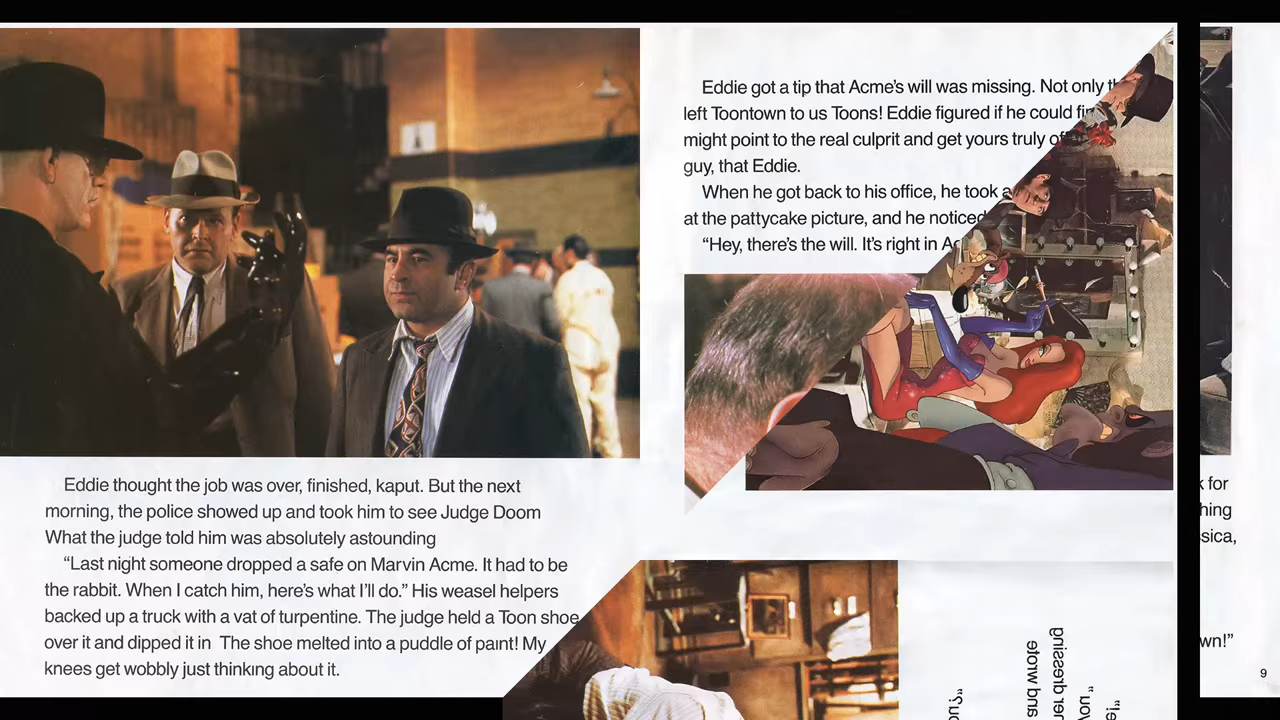 Eddie thought the job was over, finished, kaput. But the next
morning, the police showed up and took him to see Judge Doom
What the judge told him was absolutely astounding
“Last night someone dropped a safe on Marvin Acme. It had to be
the rabbit. When I catch him, here’s what I’ll do.” His weasel helpers
backed up a truck with a vat of turpentine. The judge held a Toon shoe
over it and dipped it in The shoe melted into a puddle of paint! My
knees get wobbly just thinking about it.
Eddie got a tip that Acme’s will was missing. Not only
left Toontown to us Toons! Eddie figured if he could
might point to the real culprit and get yours truly
guy, that Eddie.
When he got back to his office, he took
at the pattycake picture, and he noticed
“Hey, there’s the will. It’s right in
and wrote
dressing
for
sica,
wn!”
9